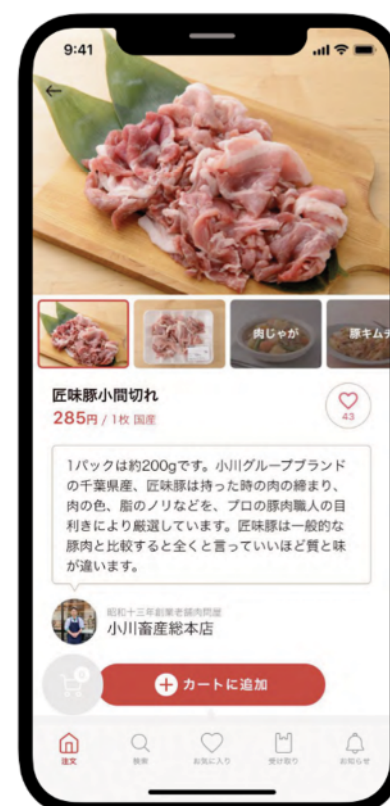 9:41
肉じゃが
豚キムチ
匠味豚小間切れ
285円 / 1枚 国産
43
1パックは約200gです。小川グループブランド
の千葉県産、匠味豚は持った時の肉の締まり、
肉の色、脂のノリなどを、プロの豚肉職人の目
利きにより厳選しています。匠味豚は一般的な
豚肉と比較すると全くと言っていいほど質と味
が違います。
昭和十三年創業老舗肉問屋
小川畜産総本店
カートに追加
注文
検索
お気に入り
受け取り
お知らせ